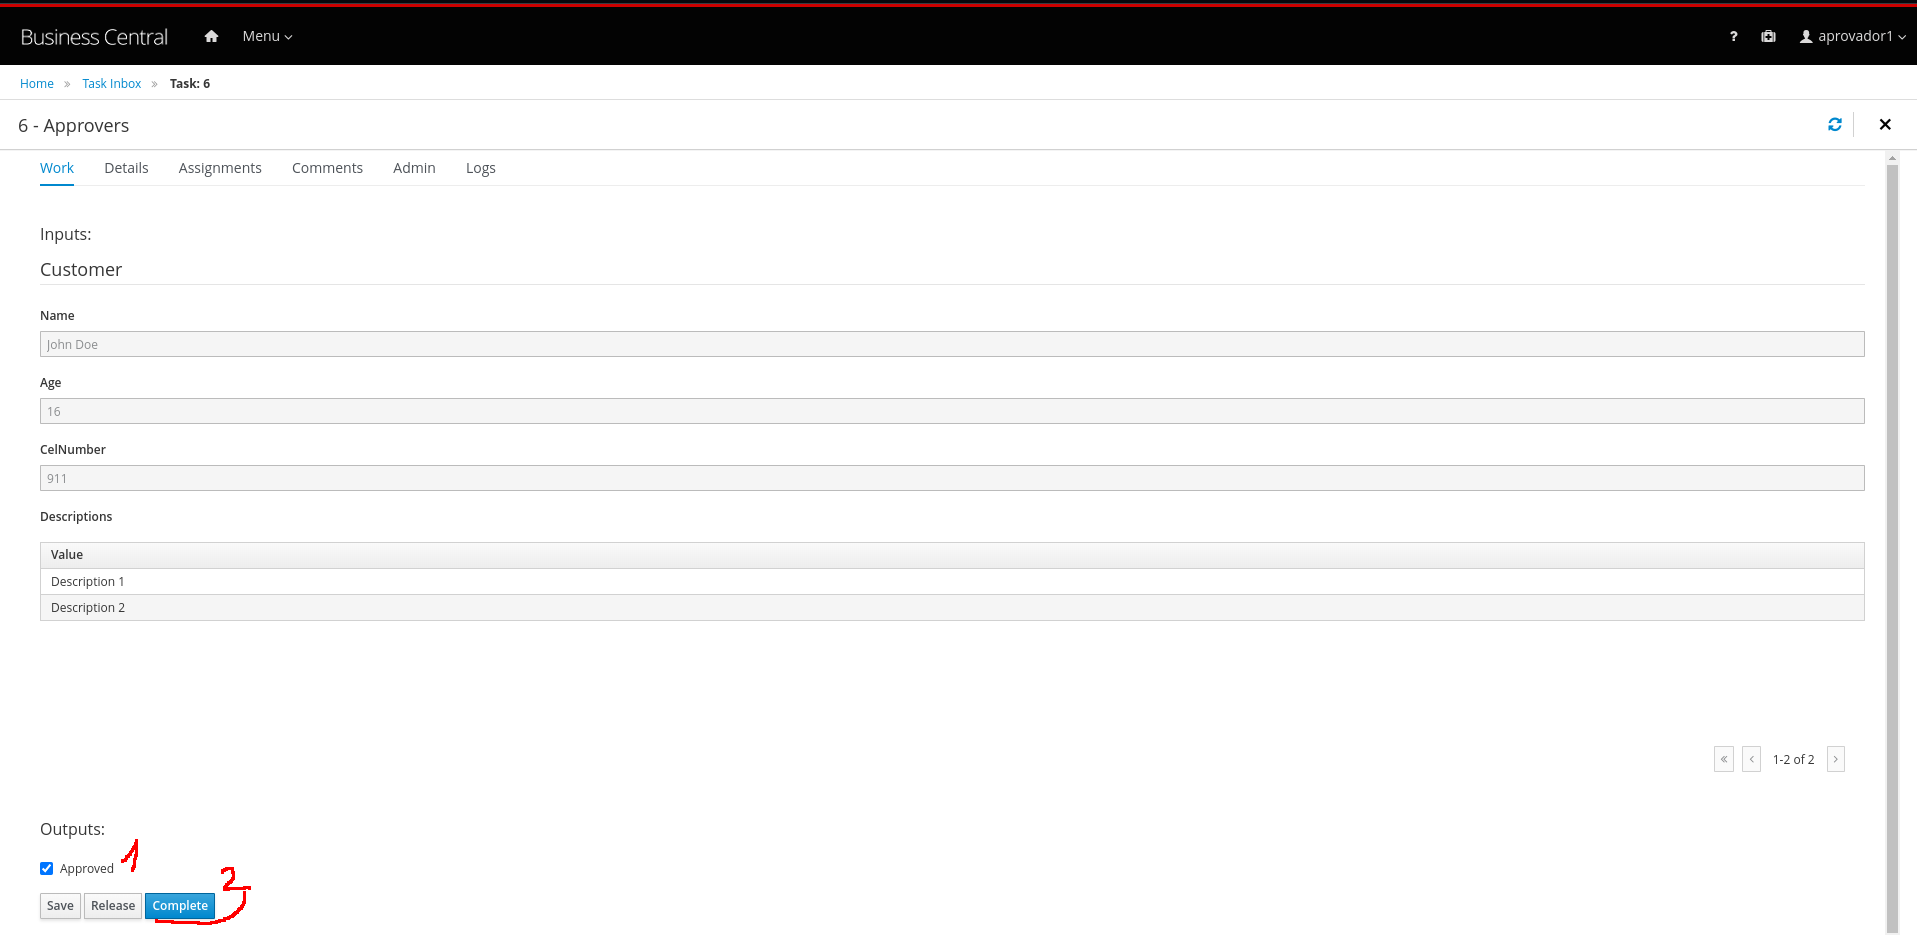 Business Central Menu ? aprovador1
Home » Task Inbox » Task: 6
6 - Approvers
Work Details Assignments Comments Admin Logs
Inputs:
Customer
Name
John Doe
Age
16
CelNumber
911
Descriptions
Value
Description 1
Description 2
« ‹ 1-2 of 2 ›
Outputs:
Approved 1
Save Release Complete 2